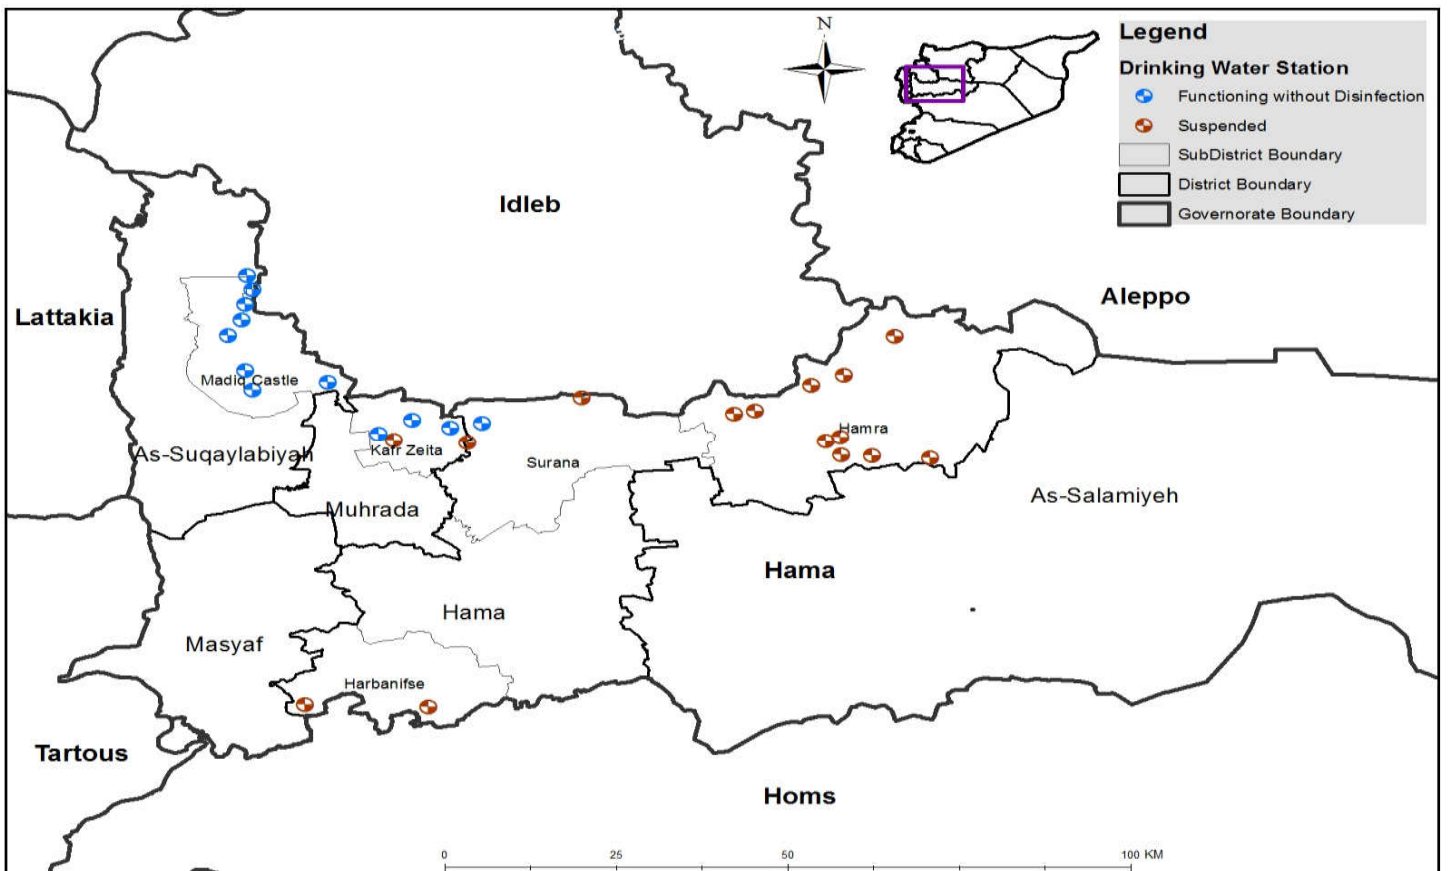 N
Legend
Drinking Water Station
Functioning without Disinfection
Suspended
SubDistrict Boundary
District Boundary
Governorate Boundary
Idleb
Aleppo
Lattakia
Madiq Castle
Hamra
As-Suqaylabiyah
Kafr Zeita
Surana
As-Salamiyeh
Muhrada
Hama
Hama
Masyaf
Harbanifse
Tartous
Homs
0 25 50 100 KM